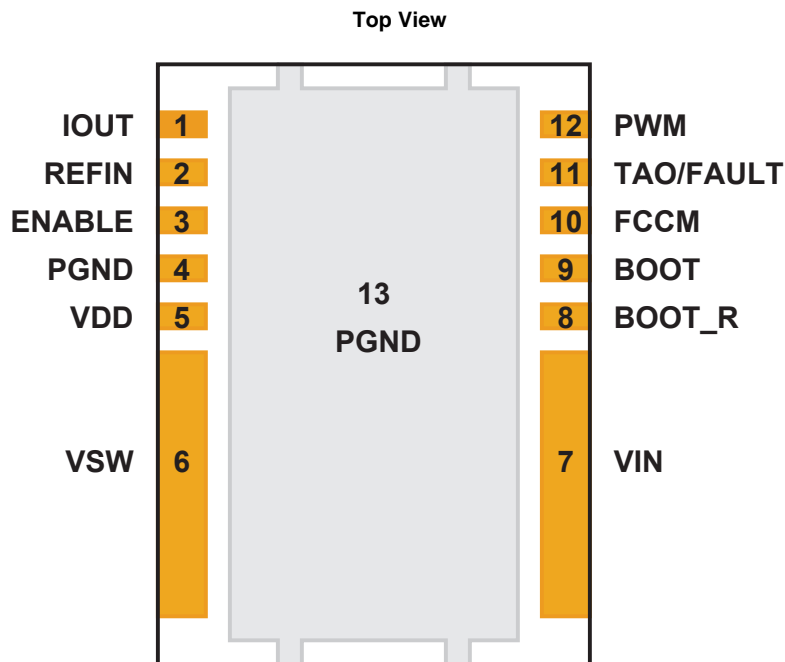 Top View
IOUT 1
REFIN 2
ENABLE 3
PGND 4
VDD 5
VSW 6
13
PGND
12 PWM
11 TAO/FAULT
10 FCCM
9 BOOT
8 BOOT_R
7 VIN